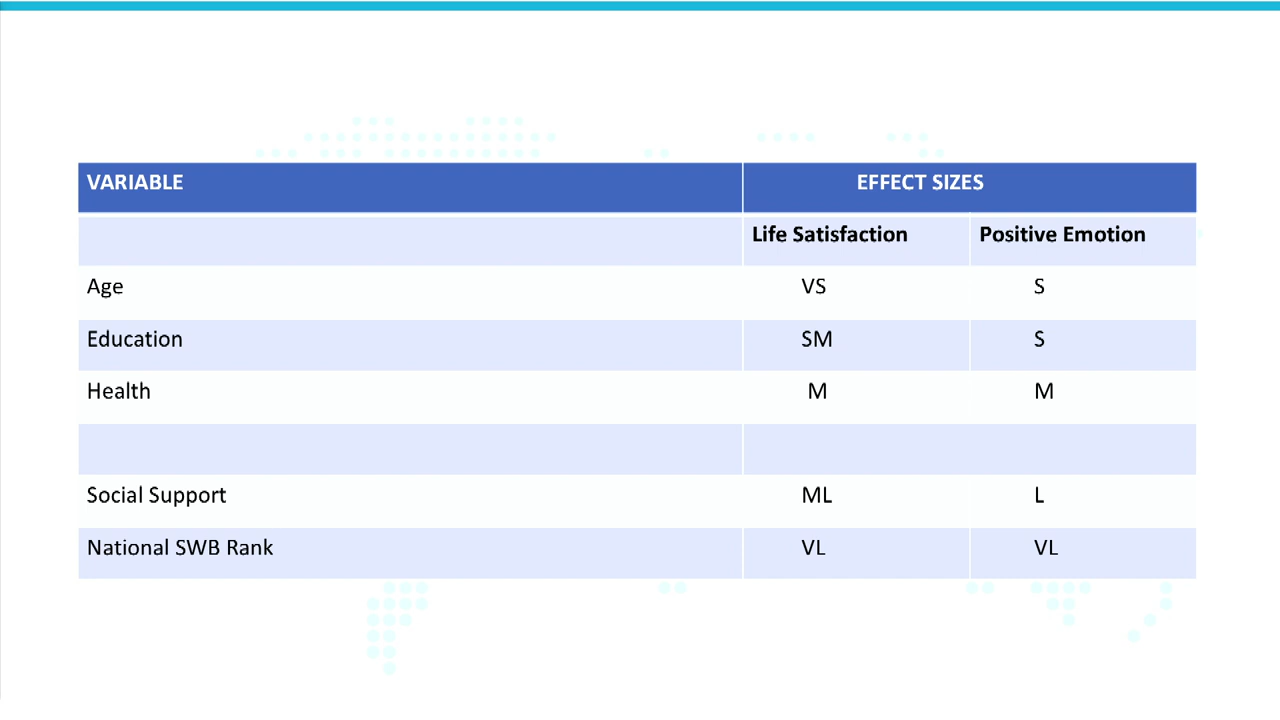 VARIABLE EFFECT SIZES
Life Satisfaction Positive Emotion
Age VS S
Education SM S
Health M M
Social Support ML L
National SWB Rank VL VL